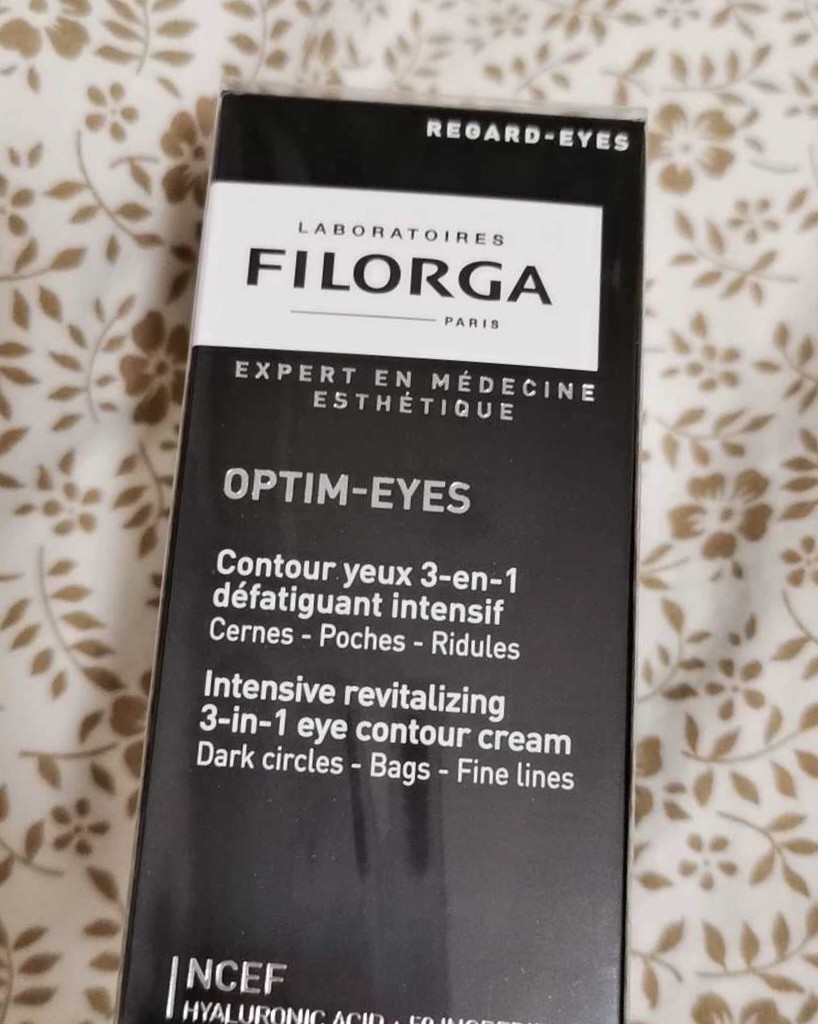 REGARD-EYES
LABORATOIRES
FILORGA
PARIS
EXPERT EN MÉDECINE
ESTHÉTIQUE
OPTIM-EYES
Contour yeux 3-en-1
défatiguant intensif
Cernes - Poches - Ridules
Intensive revitalizing
3-in-1 eye contour cream
Dark circles - Bags - Fine lines
NCEF
HYALURONIC ACID